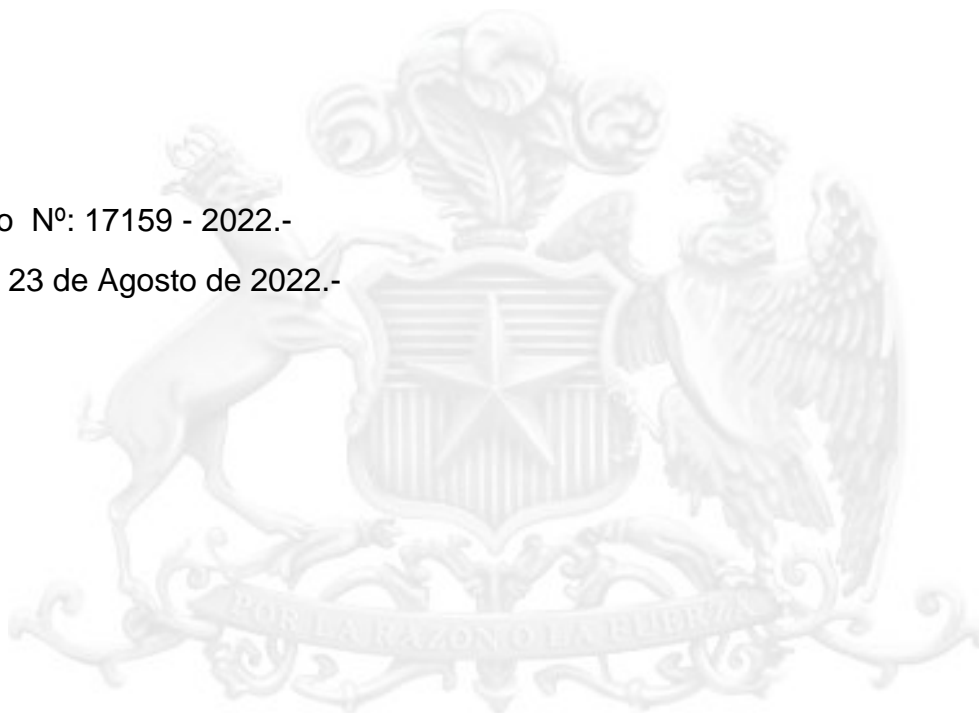 o Nº: 17159 - 2022.-
23 de Agosto de 2022.-
POR LA RAZON O LA FUERZA